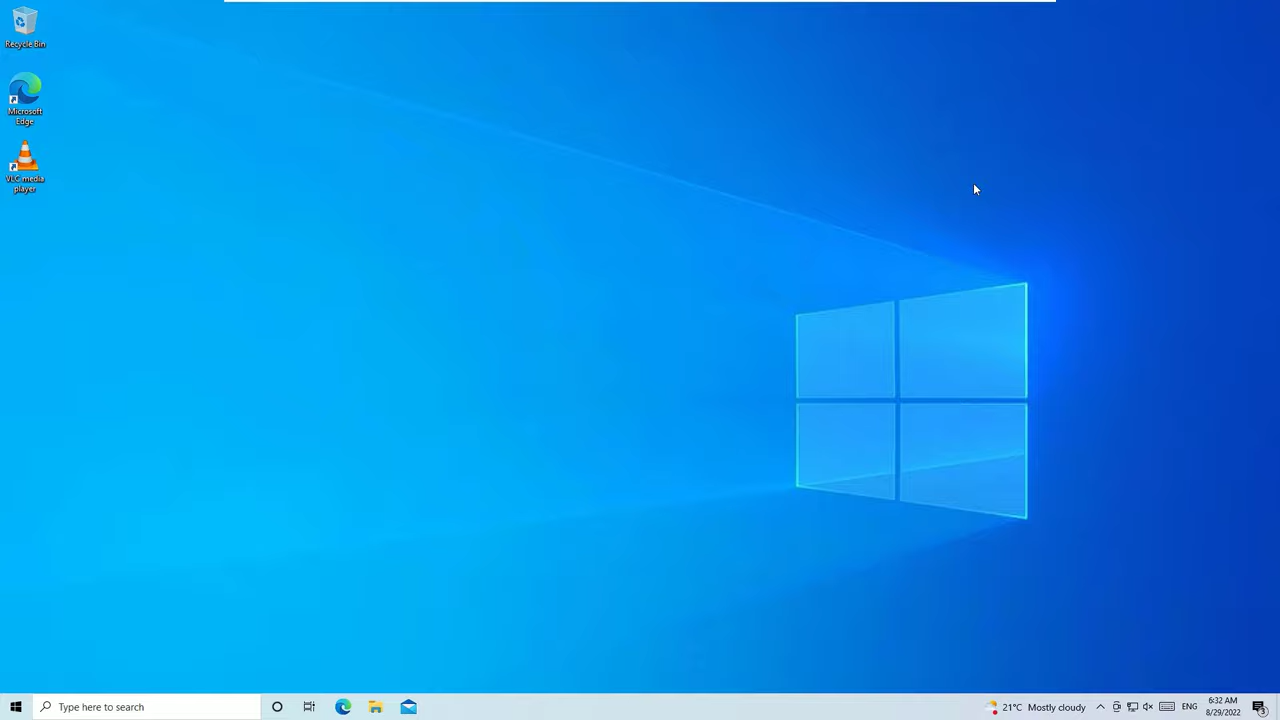 Recycle Bin
Microsoft
Edge
VLC media
player
Type here to search
21°C Mostly cloudy
ENG
6:32 AM
8/29/2022
3